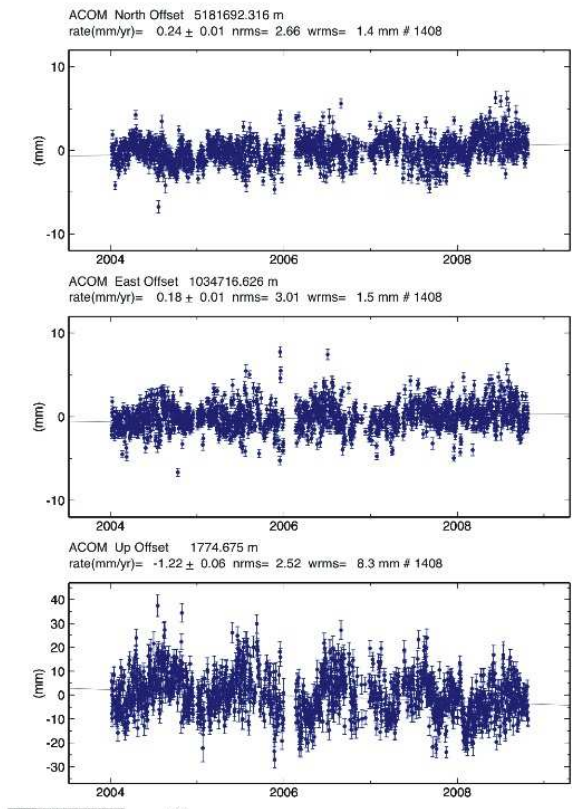 ACOM North Offset 5181692.316 m
rate(mm/yr)= 0.24 ± 0.01 nrms= 2.66 wrms= 1.4 mm # 1408
10
0
-10
(mm)
2004 2006 2008
ACOM East Offset 1034716.626 m
rate(mm/yr)= 0.18 ± 0.01 nrms= 3.01 wrms= 1.5 mm # 1408
10
0
-10
(mm)
2004 2006 2008
ACOM Up Offset 1774.675 m
rate(mm/yr)= -1.22 ± 0.06 nrms= 2.52 wrms= 8.3 mm # 1408
40
30
20
10
0
-10
-20
-30
(mm)
2004 2006 2008